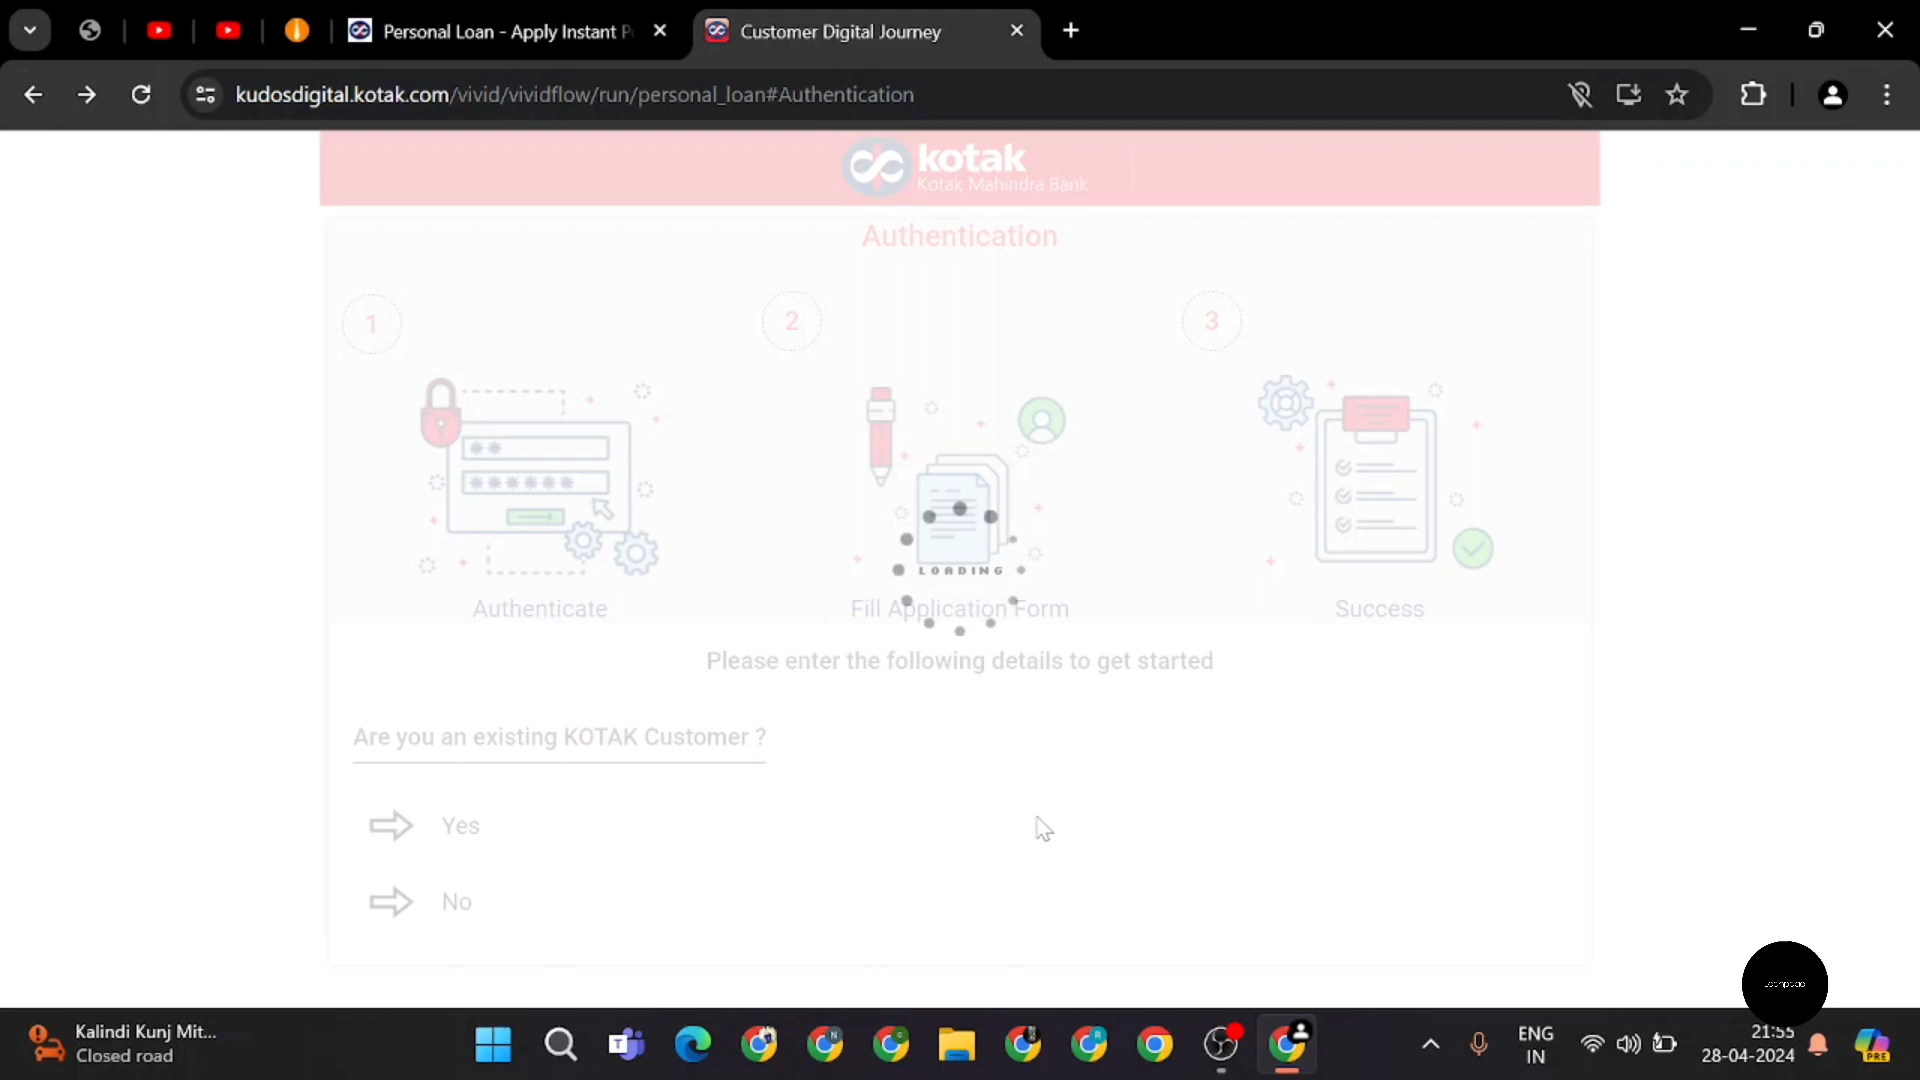 Personal Loan - Apply Instant P
Customer Digital Journey
kudosdigital.kotak.com/vivid/vividflow/run/personal_loan#Authentication
kotak
Kotak Mahindra Bank
Authentication
1
2
3
LOADING
Authenticate
Fill Application Form
Success
Please enter the following details to get started
Are you an existing KOTAK Customer ?
Yes
No
Kalindi Kunj Mit...
Closed road
ENG
IN
21:55
28-04-2024
PRE